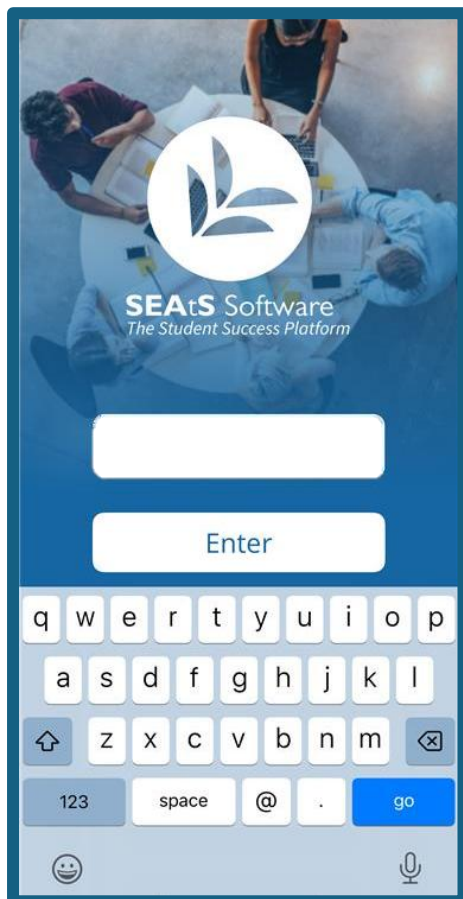 SEAtS Software
The Student Success Platform
Enter
q w e r t y u i o p
a s d f g h j k l
z x c v b n m
123 space @ . go